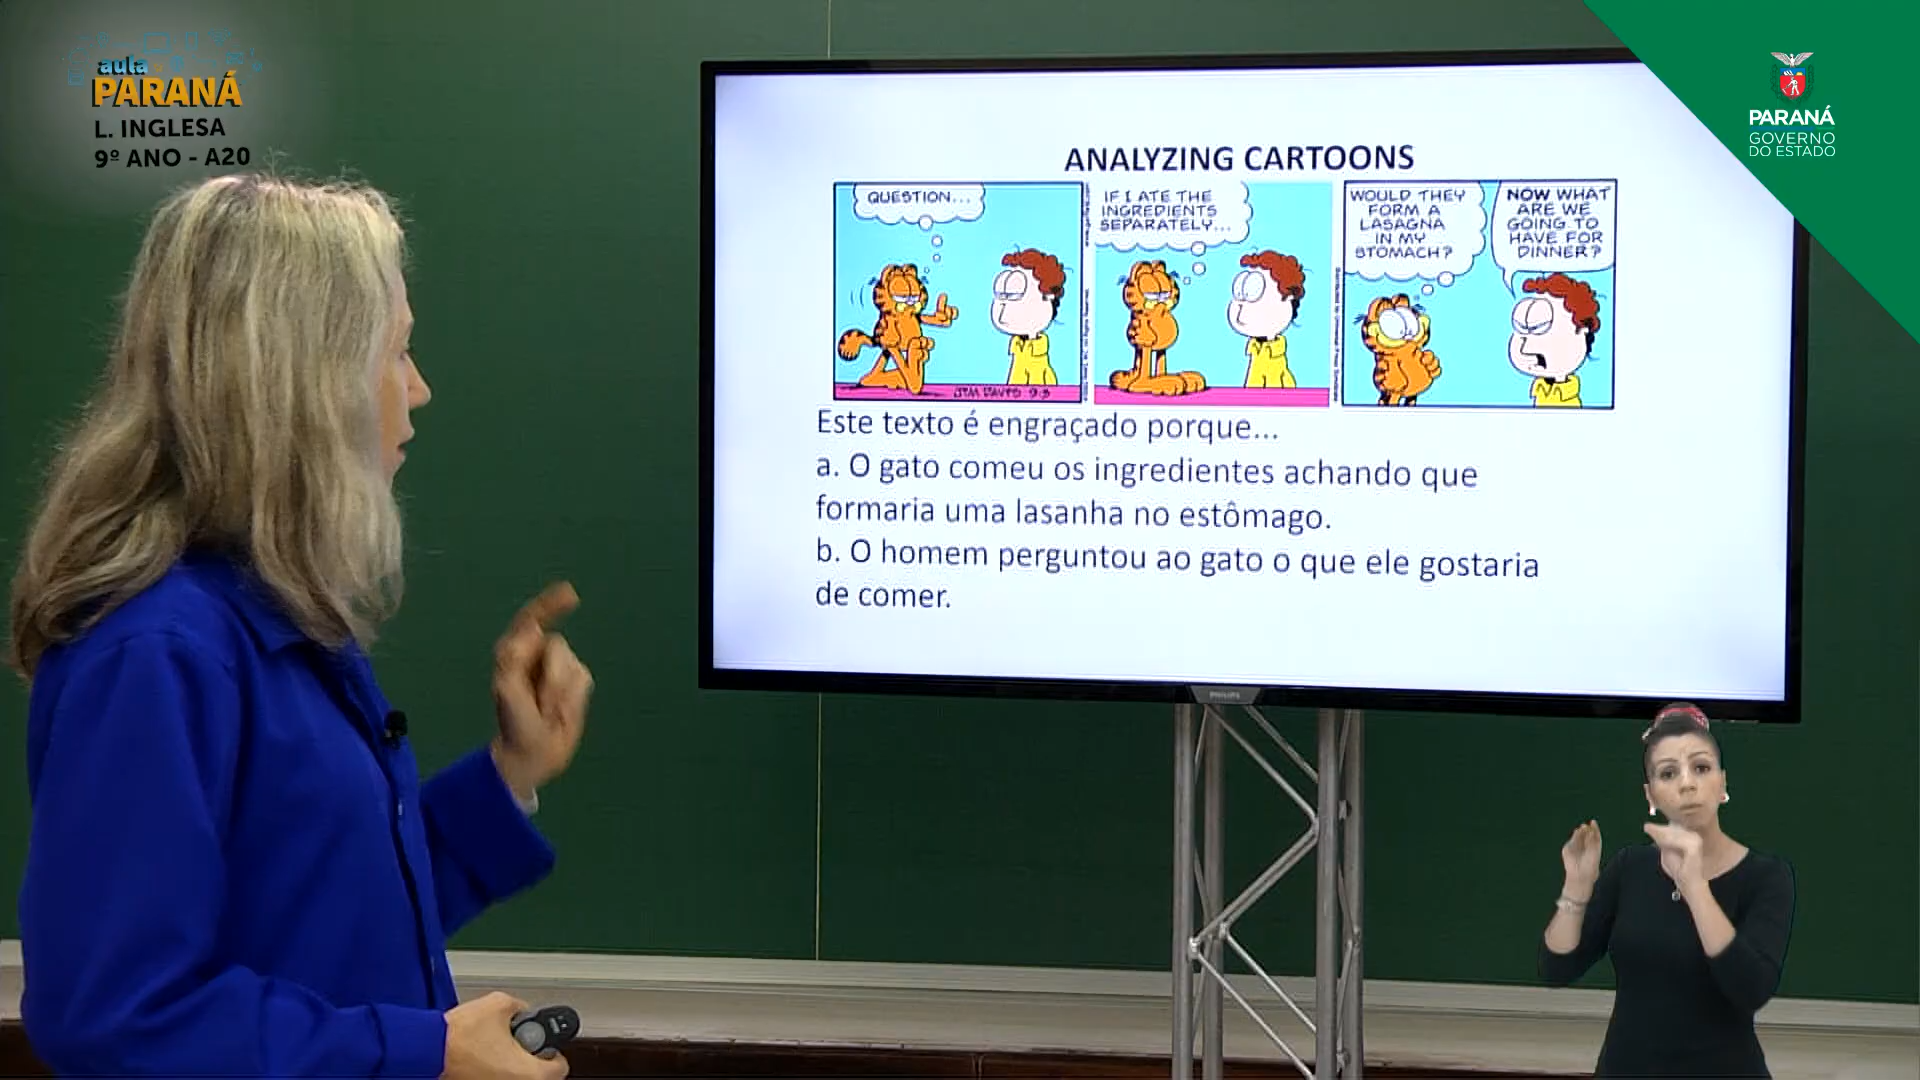 aula
PARANÁ
L. INGLESA
9º ANO - A20
PARANÁ
GOVERNO
DO ESTADO
ANALYZING CARTOONS
QUESTION...
IF I ATE THE
INGREDIENTS
SEPARATELY...
WOULD THEY
FORM A
LASAGNA
IN MY
STOMACH?
NOW WHAT
ARE WE
GOING TO
HAVE FOR
DINNER?
JIM DAVIS 9-3
Este texto é engraçado porque...
a. O gato comeu os ingredientes achando que
formaria uma lasanha no estômago.
b. O homem perguntou ao gato o que ele gostaria
de comer.
PHILIPS